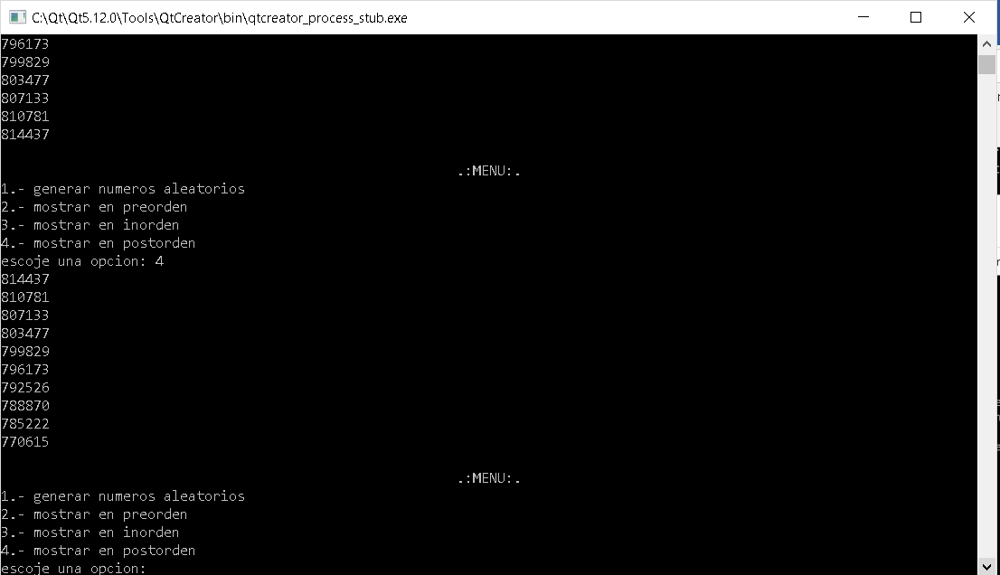 C:\Qt\Qt5.12.0\Tools\QtCreator\bin\qtcreator_process_stub.exe
796173
799829
803477
807133
810781
814437
.:MENU:.
1.- generar numeros aleatorios
2.- mostrar en preorden
3.- mostrar en inorden
4.- mostrar en postorden
escoje una opcion: 4
814437
810781
807133
803477
799829
796173
792526
788870
785222
770615
.:MENU:.
1.- generar numeros aleatorios
2.- mostrar en preorden
3.- mostrar en inorden
4.- mostrar en postorden
escoje una opcion: